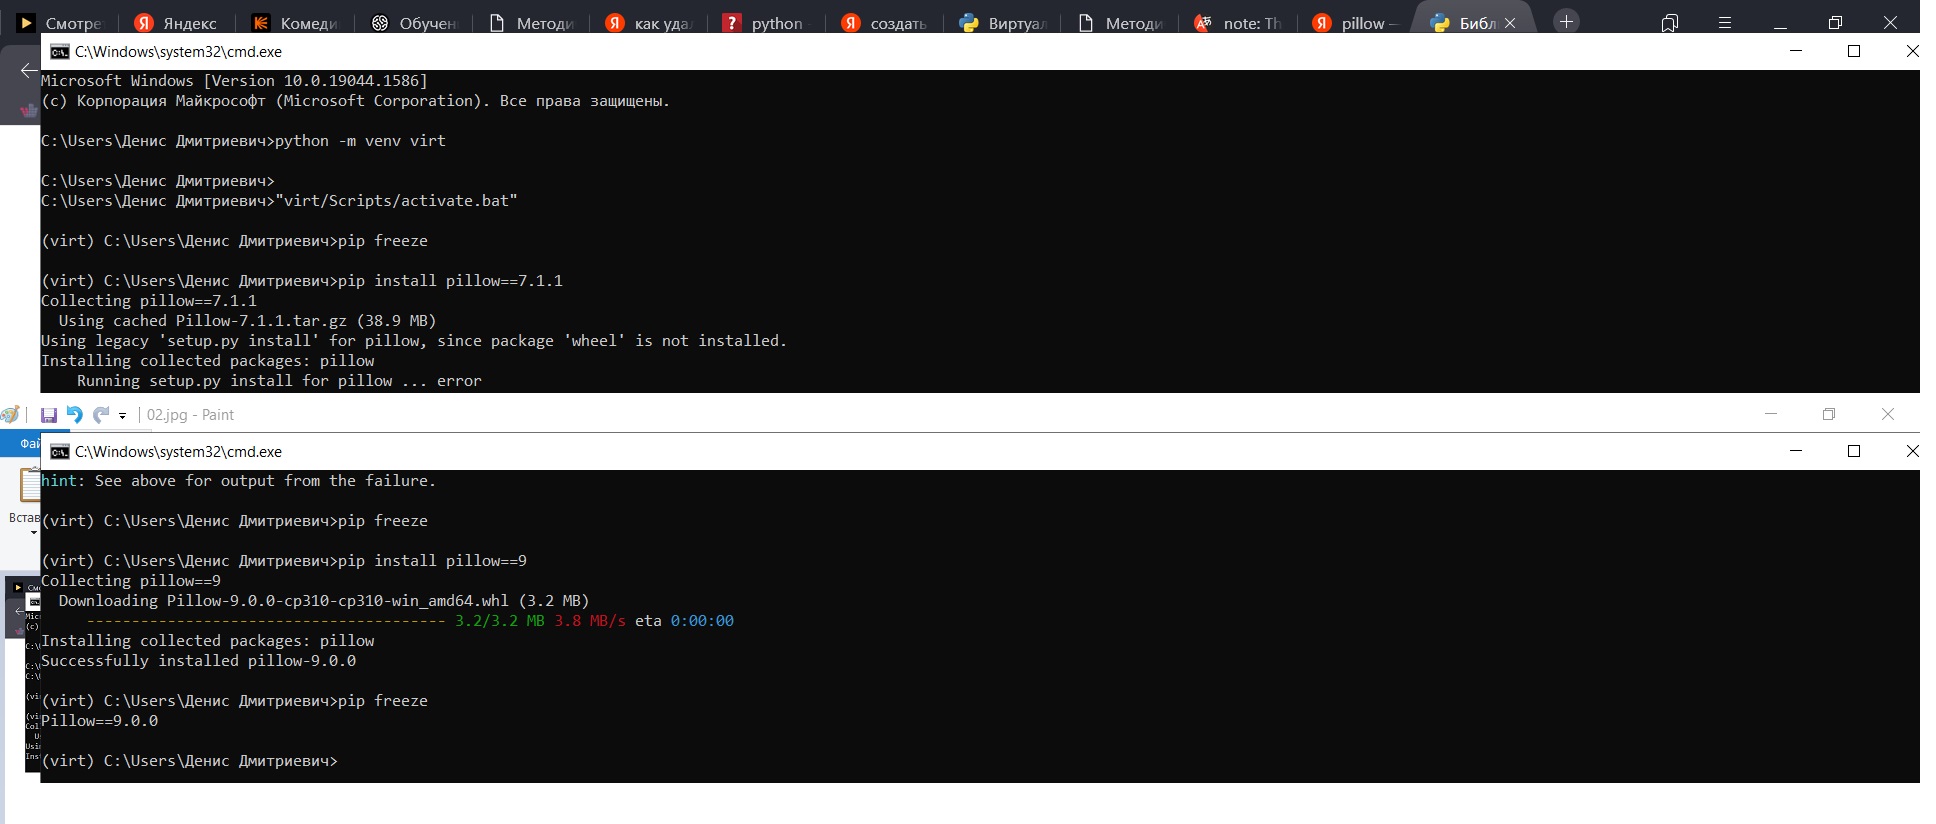 Смотре
Яндекс
Комеди
Обучен
Методи
как уда
python
создать
Виртуал
Методи
note: Th
pillow —
Библ
C:\Windows\system32\cmd.exe
Microsoft Windows [Version 10.0.19044.1586]
(c) Корпорация Майкрософт (Microsoft Corporation). Все права защищены.
C:\Users\Денис Дмитриевич>python -m venv virt
C:\Users\Денис Дмитриевич>
C:\Users\Денис Дмитриевич>"virt/Scripts/activate.bat"
(virt) C:\Users\Денис Дмитриевич>pip freeze
(virt) C:\Users\Денис Дмитриевич>pip install pillow==7.1.1
Collecting pillow==7.1.1
Using cached Pillow-7.1.1.tar.gz (38.9 MB)
Using legacy 'setup.py install' for pillow, since package 'wheel' is not installed.
Installing collected packages: pillow
Running setup.py install for pillow ... error
02.jpg - Paint
Фай
C:\Windows\system32\cmd.exe
hint: See above for output from the failure.
Встав
(virt) C:\Users\Денис Дмитриевич>pip freeze
(virt) C:\Users\Денис Дмитриевич>pip install pillow==9
Collecting pillow==9
Downloading Pillow-9.0.0-cp310-cp310-win_amd64.whl (3.2 MB)
---------------------------------------- 3.2/3.2 MB 3.8 MB/s eta 0:00:00
Installing collected packages: pillow
Successfully installed pillow-9.0.0
(virt) C:\Users\Денис Дмитриевич>pip freeze
Pillow==9.0.0
(virt) C:\Users\Денис Дмитриевич>